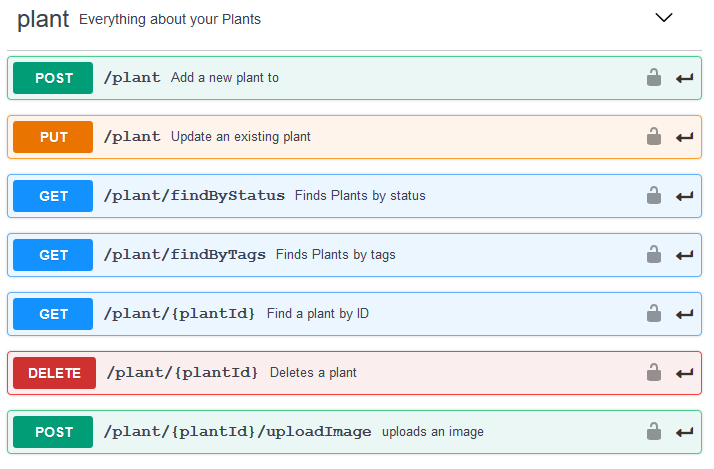 plant Everything about your Plants
POST /plant Add a new plant to
PUT /plant Update an existing plant
GET /plant/findByStatus Finds Plants by status
GET /plant/findByTags Finds Plants by tags
GET /plant/{plantId} Find a plant by ID
DELETE /plant/{plantId} Deletes a plant
POST /plant/{plantId}/uploadImage uploads an image